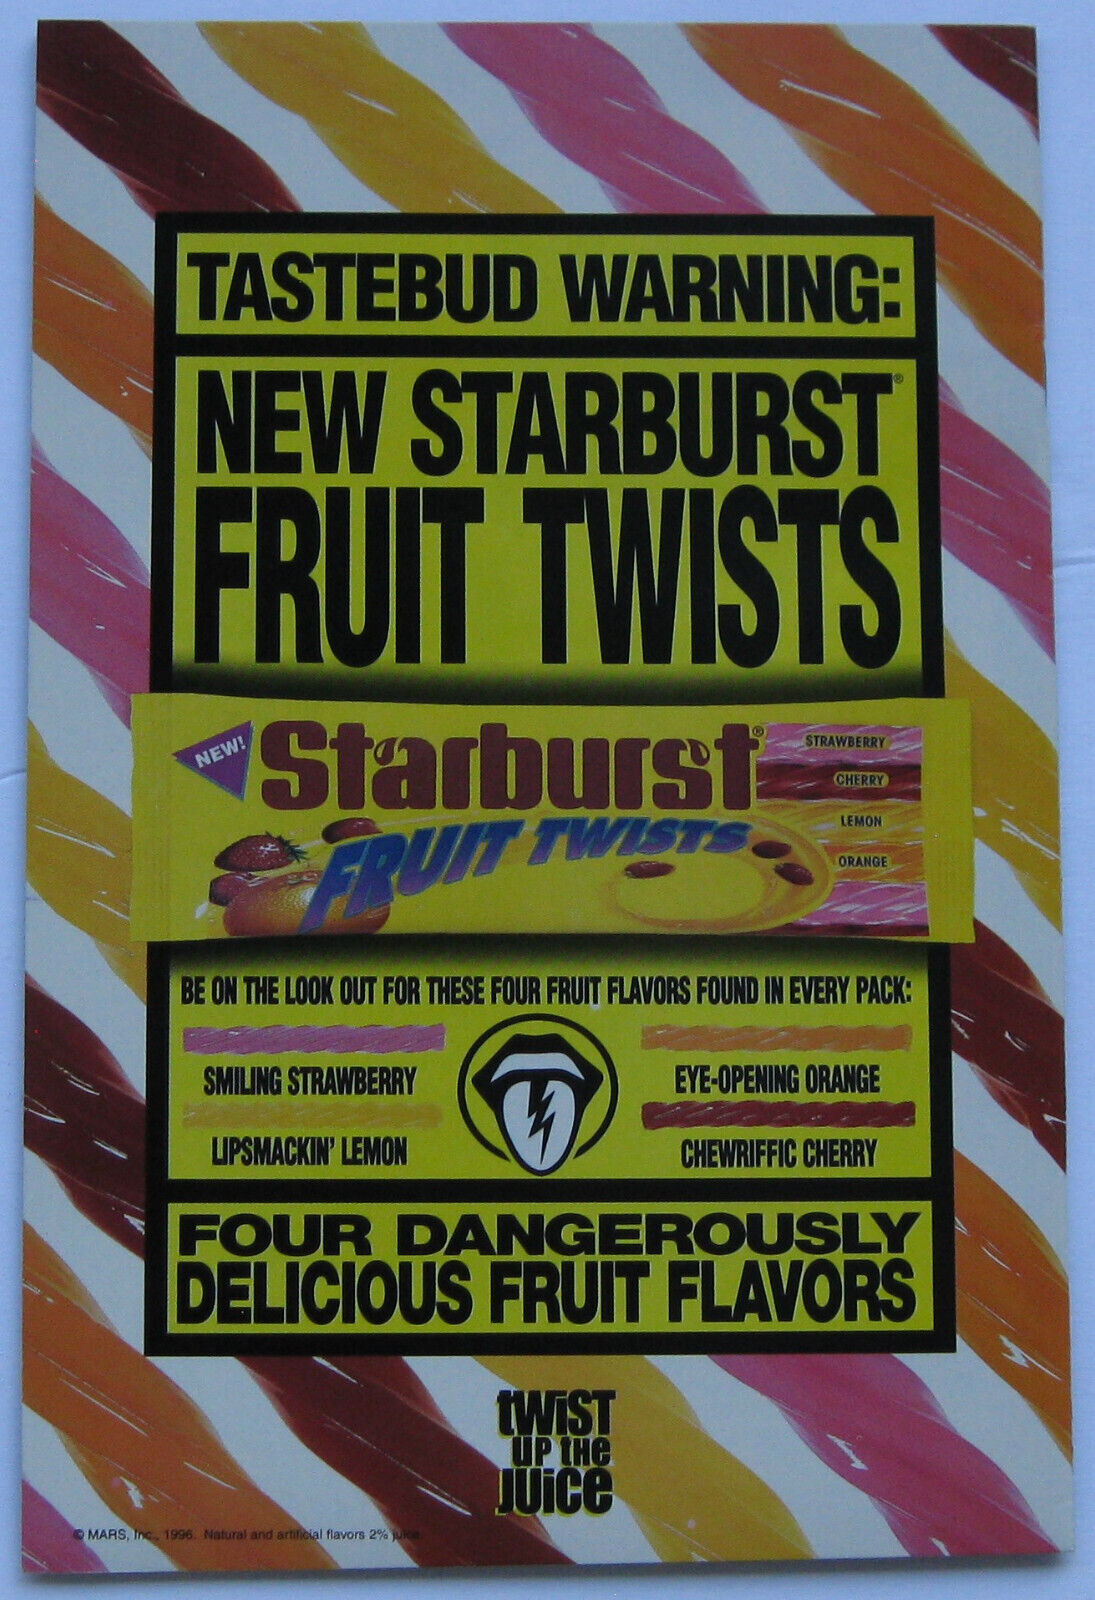 TASTEBUD WARNING:
NEW STARBURST®
FRUIT TWISTS
NEW!
Starburst®
FRUIT TWISTS
STRAWBERRY
CHERRY
LEMON
ORANGE
BE ON THE LOOK OUT FOR THESE FOUR FRUIT FLAVORS FOUND IN EVERY PACK:
SMILING STRAWBERRY
LIPSMACKIN' LEMON
EYE-OPENING ORANGE
CHEWRIFFIC CHERRY
FOUR DANGEROUSLY
DELICIOUS FRUIT FLAVORS
tWiST
UP tHe
JUice
© MARS, Inc., 1996. Natural and artificial flavors 2% juice.